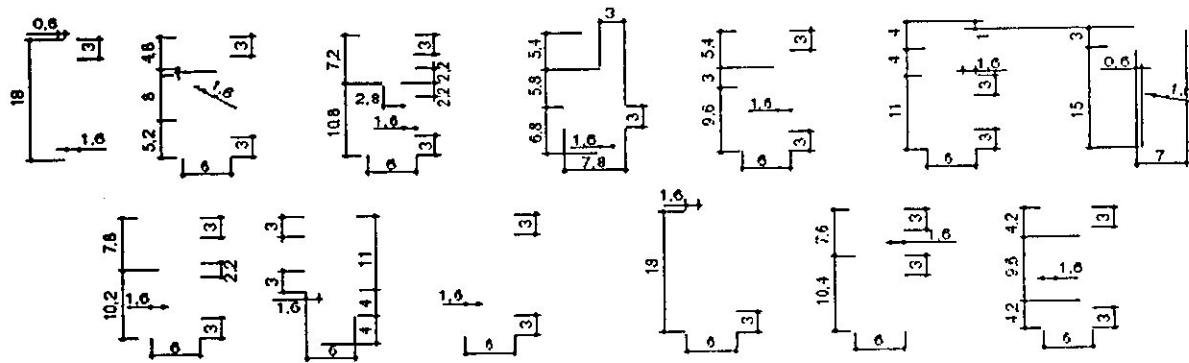 0,6 3 18 1,6
4,8 8 5,2 3 1,6 3 6
7,2 10,8 3 2,2 2,2 2,8 1,6 3 6
3 5,4 5,8 6,8 3 1,6 7,8
5,4 3 9,6 3 1,6 3 6
4 4 11 1 1,6 3 3 6
3 15 0,6 7
7,8 10,2 3 2,2 1,6 3 6
3 3 11 4 4 1,6 6
3 1,6 3 6
1,6 18 3 6
7,6 10,4 3 1,6 3 6
4,2 9,6 4,2 3 1,6 3 6